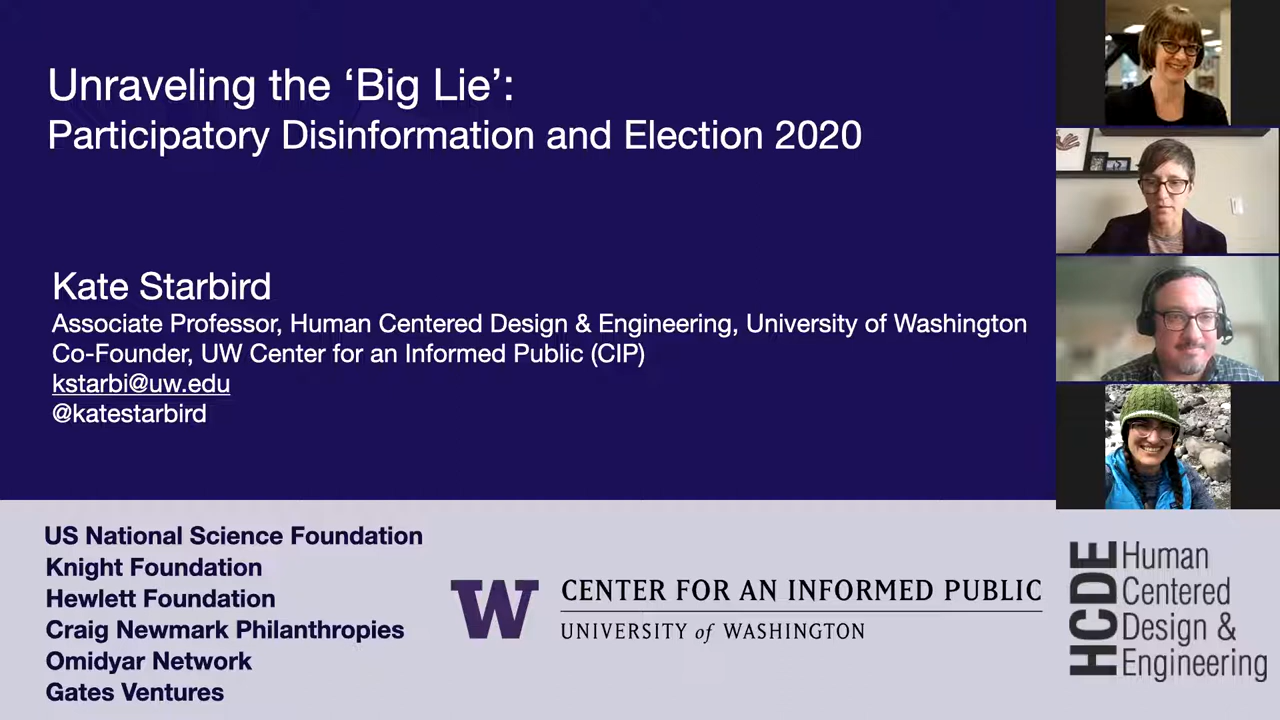 Unraveling the ‘Big Lie’:
Participatory Disinformation and Election 2020
Kate Starbird
Associate Professor, Human Centered Design & Engineering, University of Washington
Co-Founder, UW Center for an Informed Public (CIP)
kstarbi@uw.edu
@katestarbird
US National Science Foundation
Knight Foundation
Hewlett Foundation
Craig Newmark Philanthropies
Omidyar Network
Gates Ventures
W
CENTER FOR AN INFORMED PUBLIC
UNIVERSITY of WASHINGTON
HCDE
Human
Centered
Design &
Engineering